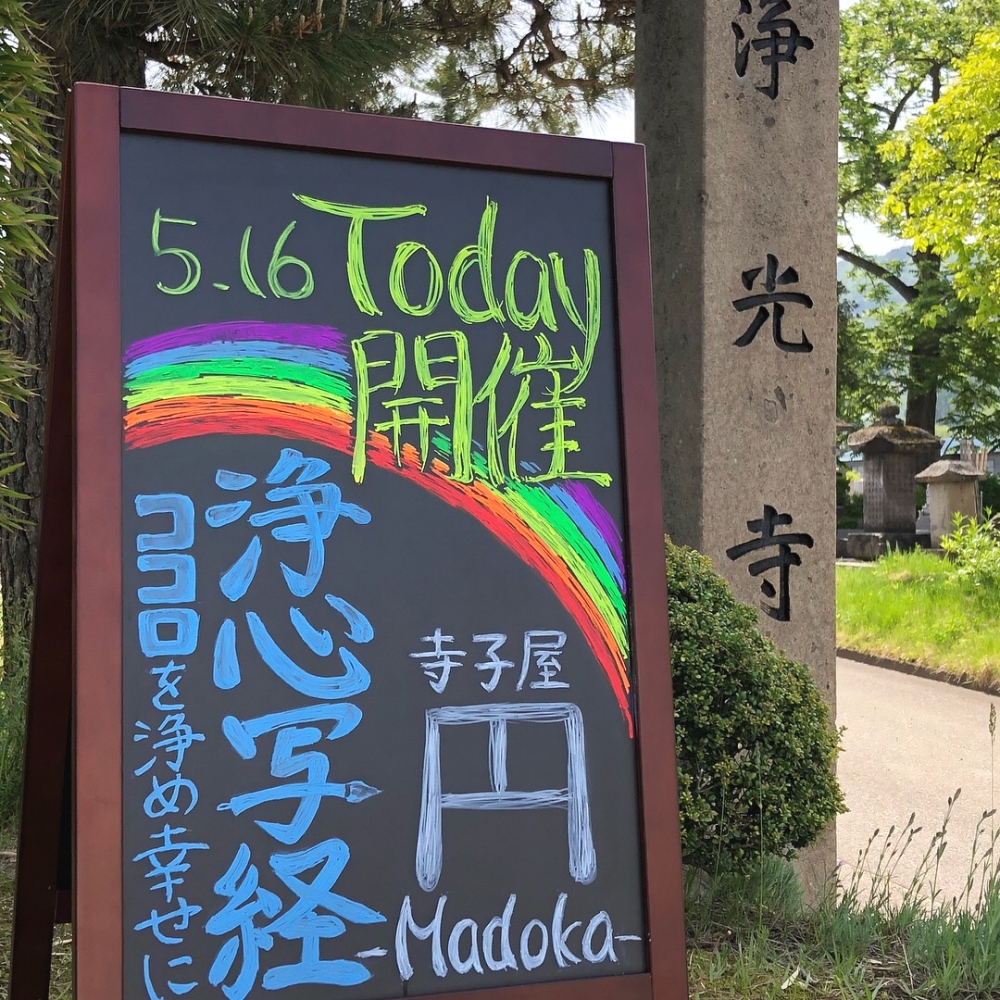 5.16 Today
開催
浄心写経
ココロを浄め幸せに
寺子屋
円
-Madoka-
浄光寺